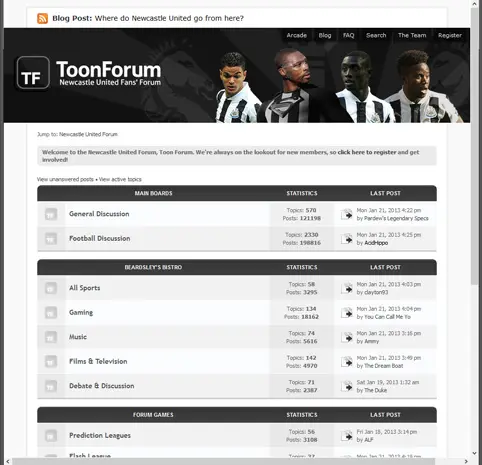 Blog Post: Where do Newcastle United go from here?
Arcade Blog FAQ Search The Team Register
TF ToonForum
Newcastle United Fans' Forum
Jump to: Newcastle United Forum
Welcome to the Newcastle United Forum, Toon Forum. We're always on the lookout for new members, so click here to register and get
involved!
View unanswered posts • View active topics
MAIN BOARDS STATISTICS LAST POST
General Discussion
Topics: 570
Posts: 121198
Mon Jan 21, 2013 4:22 pm
by Pardew's Legendary Specs
Football Discussion
Topics: 2330
Posts: 198816
Mon Jan 21, 2013 4:25 pm
by AcidHippo
BEARDSLEY'S BISTRO STATISTICS LAST POST
All Sports
Topics: 58
Posts: 3295
Mon Jan 21, 2013 4:03 pm
by clayton93
Gaming
Topics: 134
Posts: 18162
Mon Jan 21, 2013 4:04 pm
by You Can Call Me Yo
Music
Topics: 74
Posts: 5616
Mon Jan 21, 2013 3:16 pm
by Ammy
Films & Television
Topics: 142
Posts: 4970
Mon Jan 21, 2013 3:49 pm
by The Dream Boat
Debate & Discussion
Topics: 71
Posts: 2387
Sat Jan 19, 2013 1:32 am
by The Duke
FORUM GAMES STATISTICS LAST POST
Prediction Leagues
Topics: 56
Posts: 3108
Fri Jan 18, 2013 3:14 pm
by ALF
Flash League